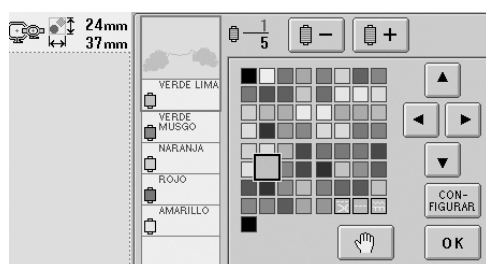 24mm
37mm
1
5
VERDE LIMA
VERDE
MUSGO
NARANJA
ROJO
AMARILLO
CON-
FIGURAR
OK